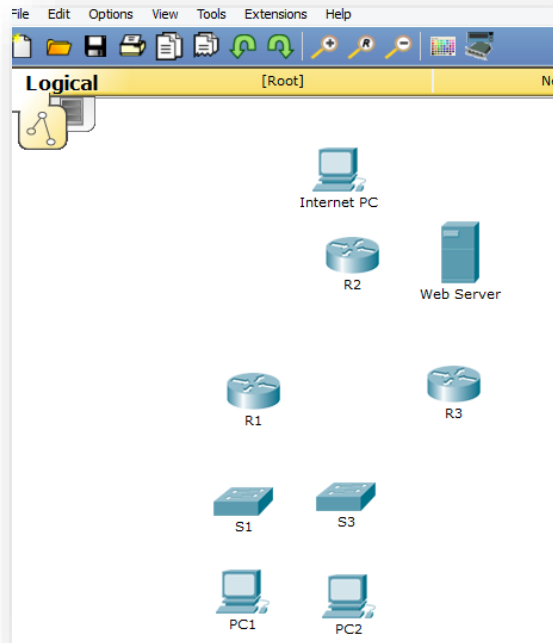 File Edit Options View Tools Extensions Help
Logical [Root]
Internet PC
R2
Web Server
R1
R3
S1
S3
PC1
PC2